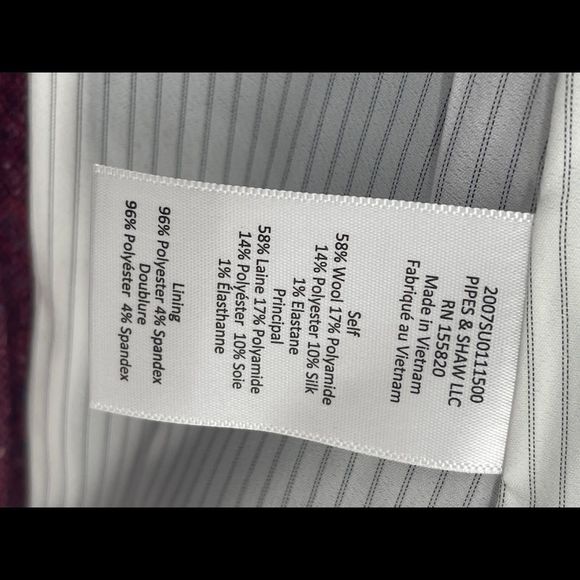 2007SU0111500
PIPES & SHAW LLC
RN 155820
Made in Vietnam
Fabriqué au Vietnam
Self
58% Wool 17% Polyamide
14% Polyester 10% Silk
1% Elastane
Principal
58% Laine 17% Polyamide
14% Polyéster 10% Soie
1% Élasthanne
Lining
96% Polyester 4% Spandex
Doublure
96% Polyéster 4% Spandex